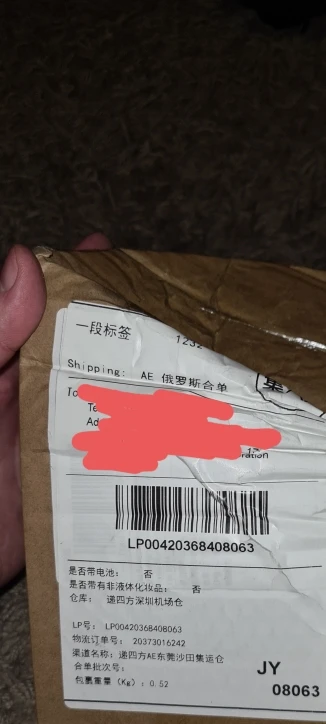 一段标签
Shipping: AE 俄罗斯合单
To
Te
Ad
LP00420368408063
是否带电池: 否
是否带有非液体化妆品: 否
仓库: 递四方深圳机场仓
LP号: LP00420368408063
物流订单号: 20373016242
渠道名称: 递四方AE东莞沙田集运仓
合单批次号:
包裹重量 (Kg): 0.52
JY
08063